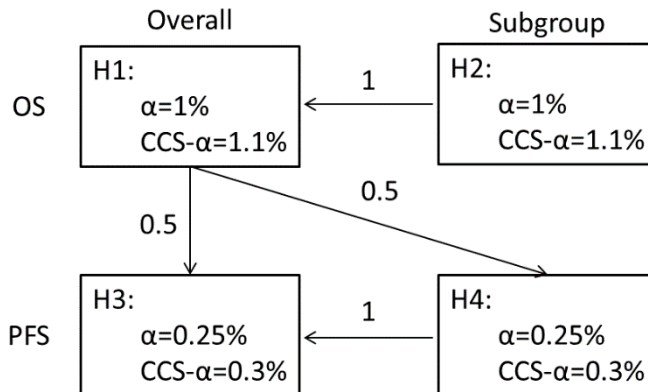 Overall
Subgroup
OS
H1:
α=1%
CCS-α=1.1%
1
H2:
α=1%
CCS-α=1.1%
0.5
0.5
PFS
H3:
α=0.25%
CCS-α=0.3%
1
H4:
α=0.25%
CCS-α=0.3%